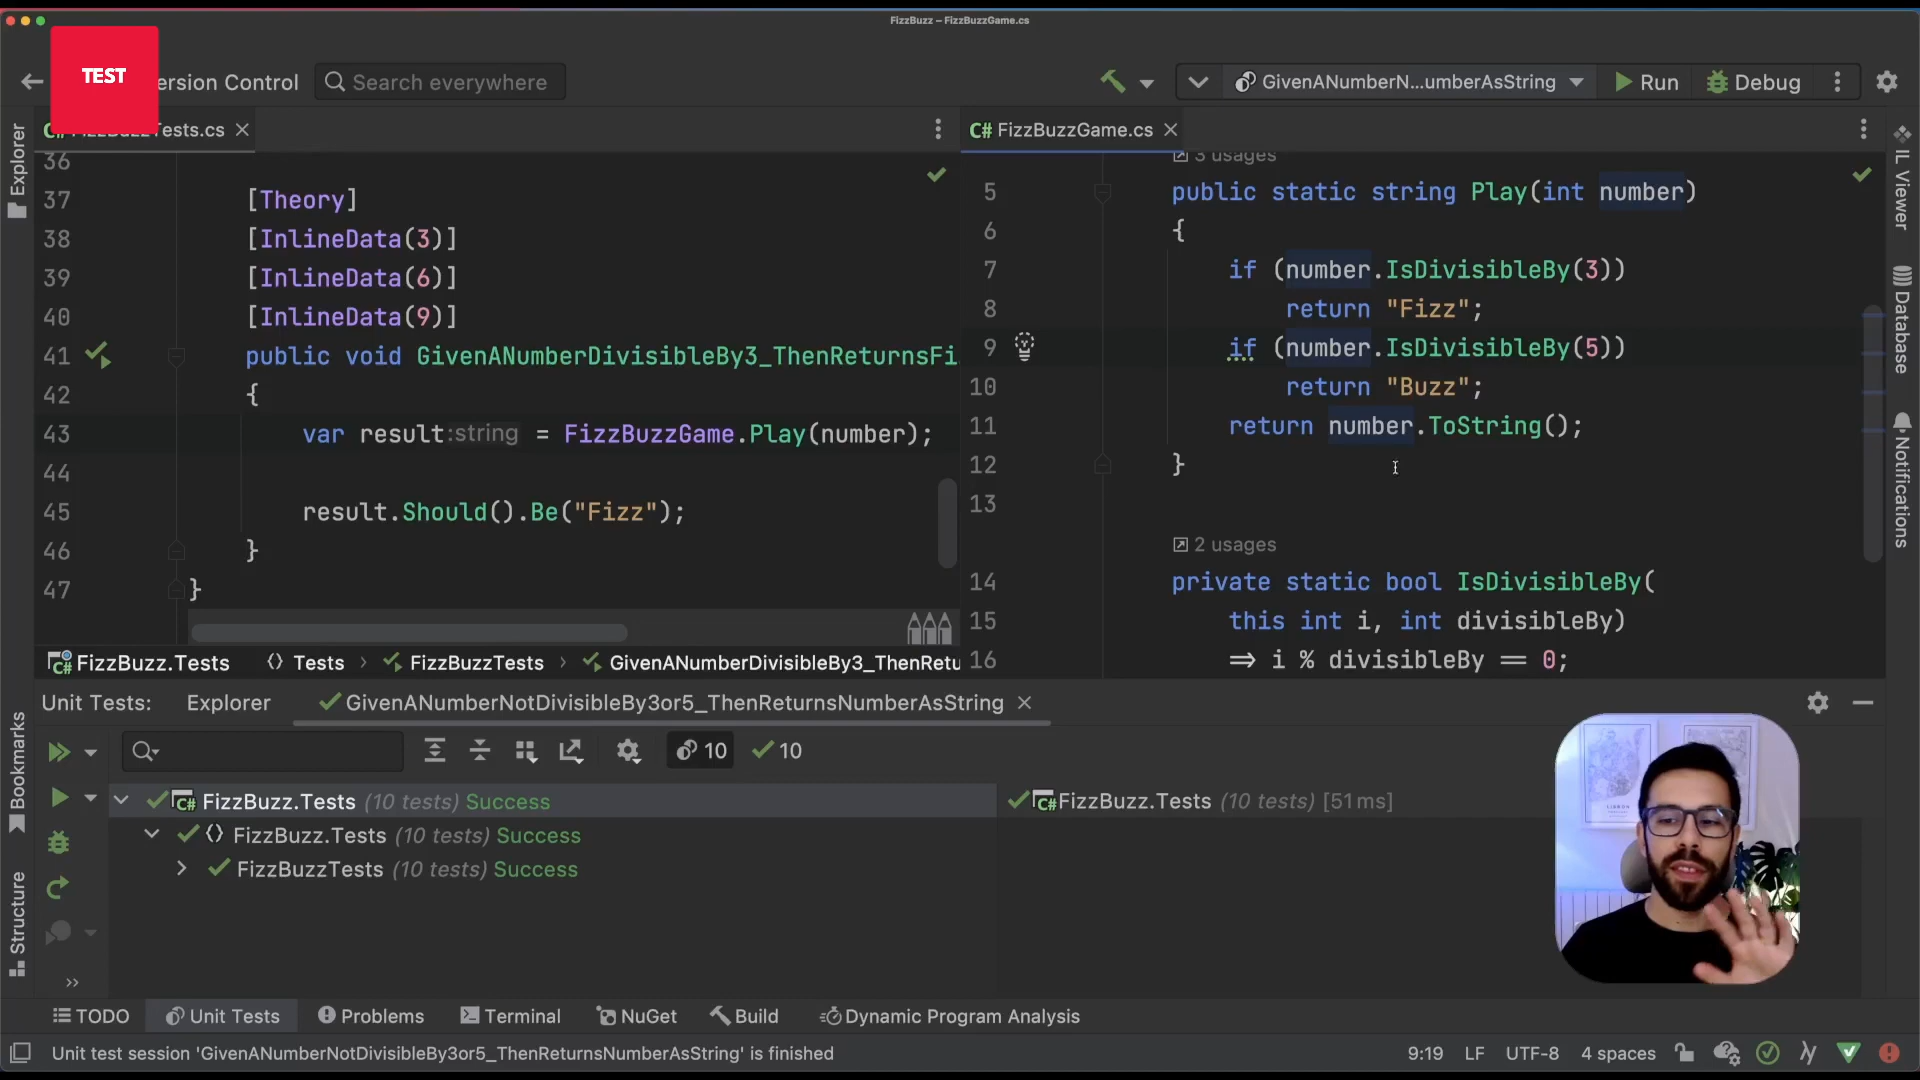 FizzBuzz – FizzBuzzGame.cs
TEST
ersion Control
Search everywhere
GivenANumberN...umberAsString
Run
Debug
C# FizzBuzzTests.cs
C# FizzBuzzGame.cs
Explorer
Bookmarks
Structure
36
37 [Theory]
38 [InlineData(3)]
39 [InlineData(6)]
40 [InlineData(9)]
41 public void GivenANumberDivisibleBy3_ThenReturnsFi
42 {
43 var result:string = FizzBuzzGame.Play(number);
44
45 result.Should().Be("Fizz");
46 }
47 }
FizzBuzz.Tests
Tests
FizzBuzzTests
GivenANumberDivisibleBy3_ThenRetu
3 usages
5 public static string Play(int number)
6 {
7 if (number.IsDivisibleBy(3))
8 return "Fizz";
9 if (number.IsDivisibleBy(5))
10 return "Buzz";
11 return number.ToString();
12 }
13
2 usages
14 private static bool IsDivisibleBy(
15 this int i, int divisibleBy)
16 ⇒ i % divisibleBy == 0;
IL Viewer
Database
Notifications
Unit Tests:
Explorer
GivenANumberNotDivisibleBy3or5_ThenReturnsNumberAsString
10
10
FizzBuzz.Tests (10 tests) Success
FizzBuzz.Tests (10 tests) Success
FizzBuzzTests (10 tests) Success
FizzBuzz.Tests (10 tests) [51 ms]
TODO
Unit Tests
Problems
Terminal
NuGet
Build
Dynamic Program Analysis
Unit test session 'GivenANumberNotDivisibleBy3or5_ThenReturnsNumberAsString' is finished
9:19
LF
UTF-8
4 spaces